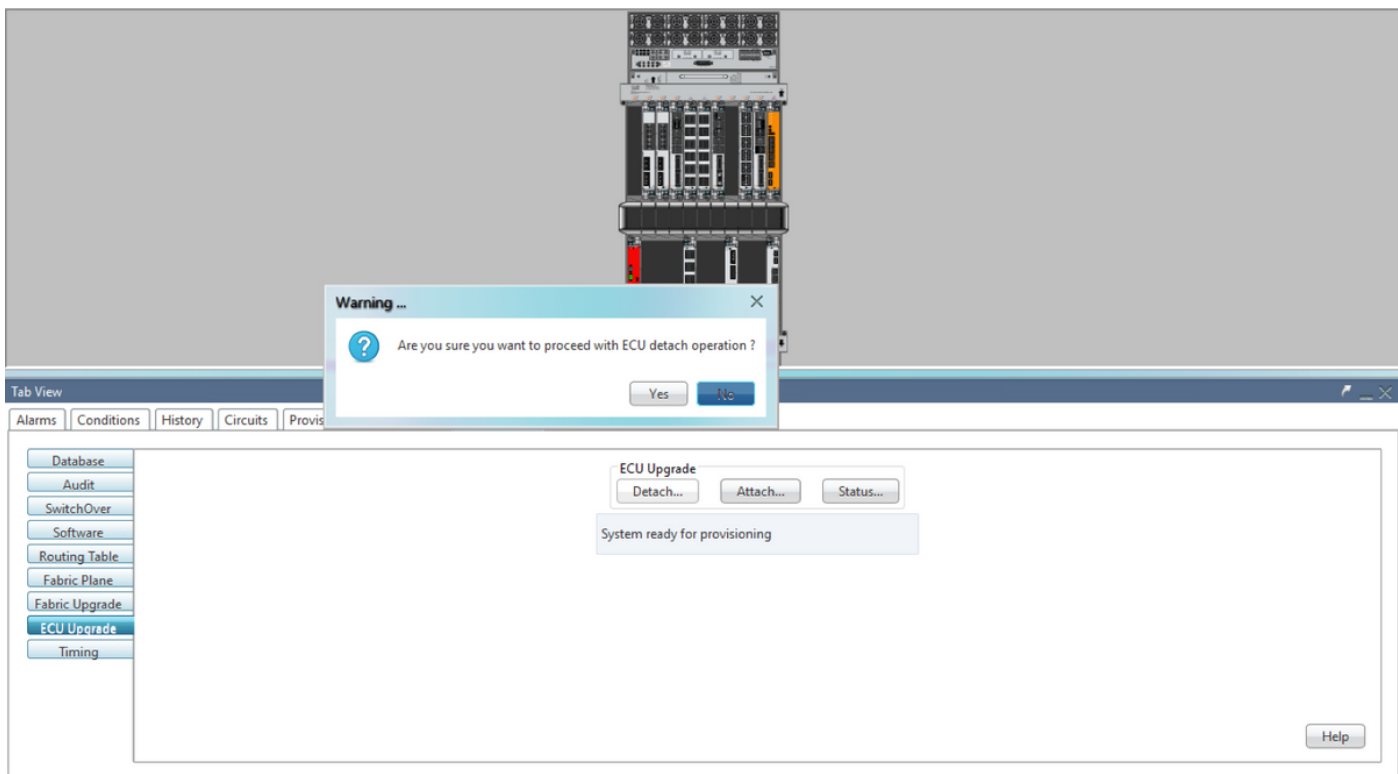 Warning ...
Are you sure you want to proceed with ECU detach operation ?
Yes
No
Tab View
Alarms
Conditions
History
Circuits
Provis
Database
Audit
SwitchOver
Software
Routing Table
Fabric Plane
Fabric Upgrade
ECU Upgrade
Timing
ECU Upgrade
Detach...
Attach...
Status...
System ready for provisioning
Help